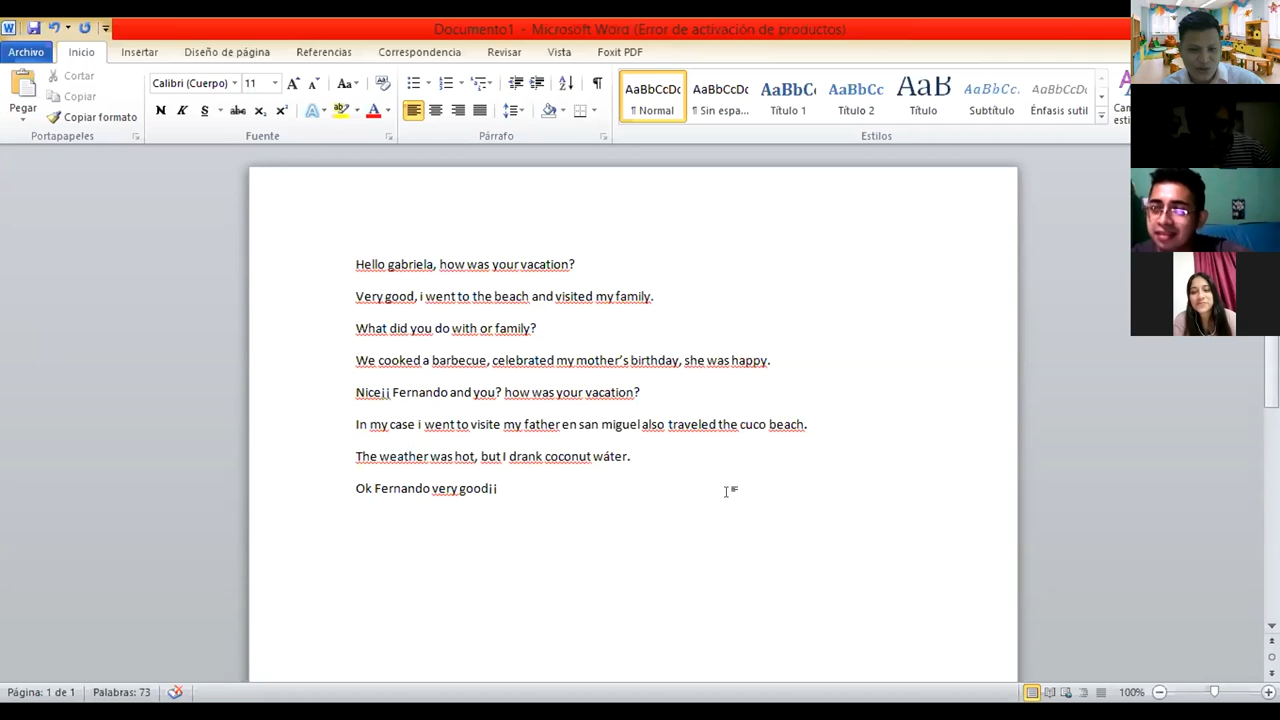 Documento1 - Microsoft Word (Error de activación de productos)
Archivo Inicio Insertar Diseño de página Referencias Correspondencia Revisar Vista Foxit PDF
Pegar
Cortar
Copiar
Copiar formato
Portapapeles
Calibri (Cuerpo) 11
Fuente
Párrafo
AaBbCcDc AaBbCcDc AaBbC AaBbCc AaB AaBbCc. AaBbCcDc
¶ Normal ¶ Sin espa... Título 1 Título 2 Título Subtítulo Énfasis sutil
Estilos
Hello gabriela, how was your vacation?
Very good, i went to the beach and visited my family.
What did you do with or family?
We cooked a barbecue, celebrated my mother’s birthday, she was happy.
Nice¡¡ Fernando and you? how was your vacation?
In my case i went to visite my father en san miguel also traveled the cuco beach.
The weather was hot, but I drank coconut wáter.
Ok Fernando very good¡¡
Página: 1 de 1 Palabras: 73 100%